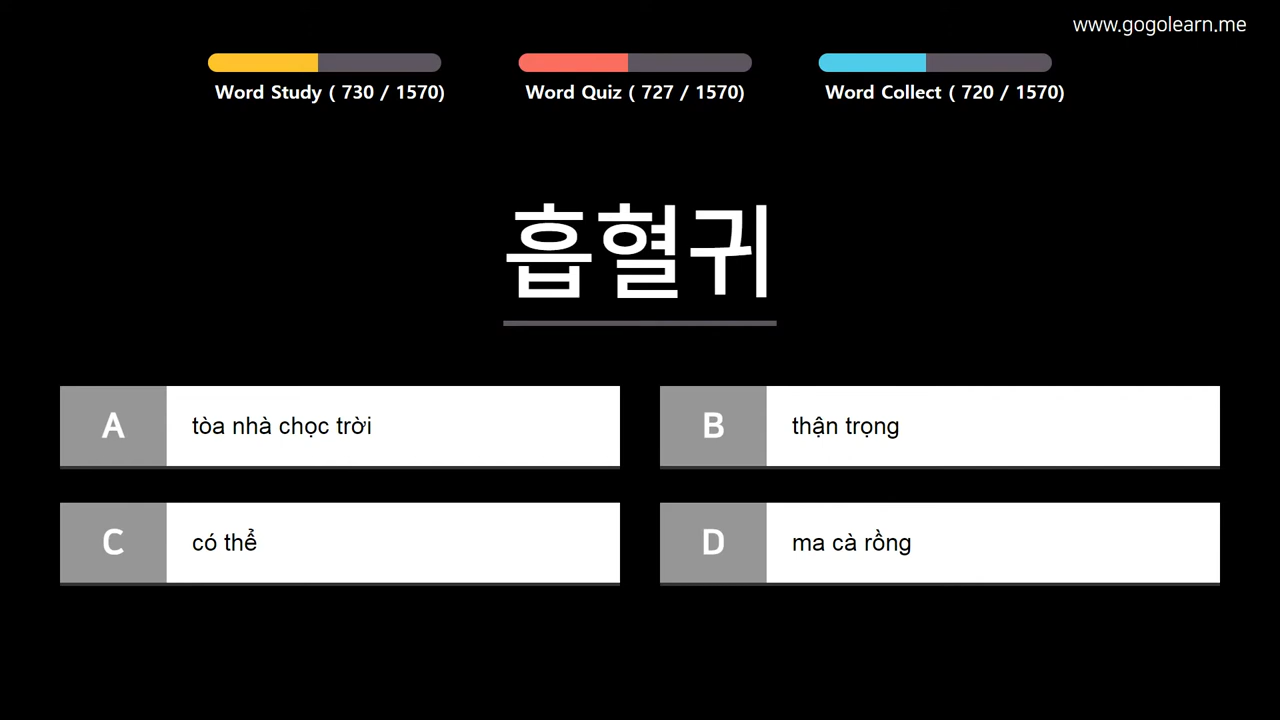 www.gogolearn.me
Word Study ( 730 / 1570)
Word Quiz ( 727 / 1570)
Word Collect ( 720 / 1570)
흡혈귀
A tòa nhà chọc trời
B thận trọng
C có thể
D ma cà rồng